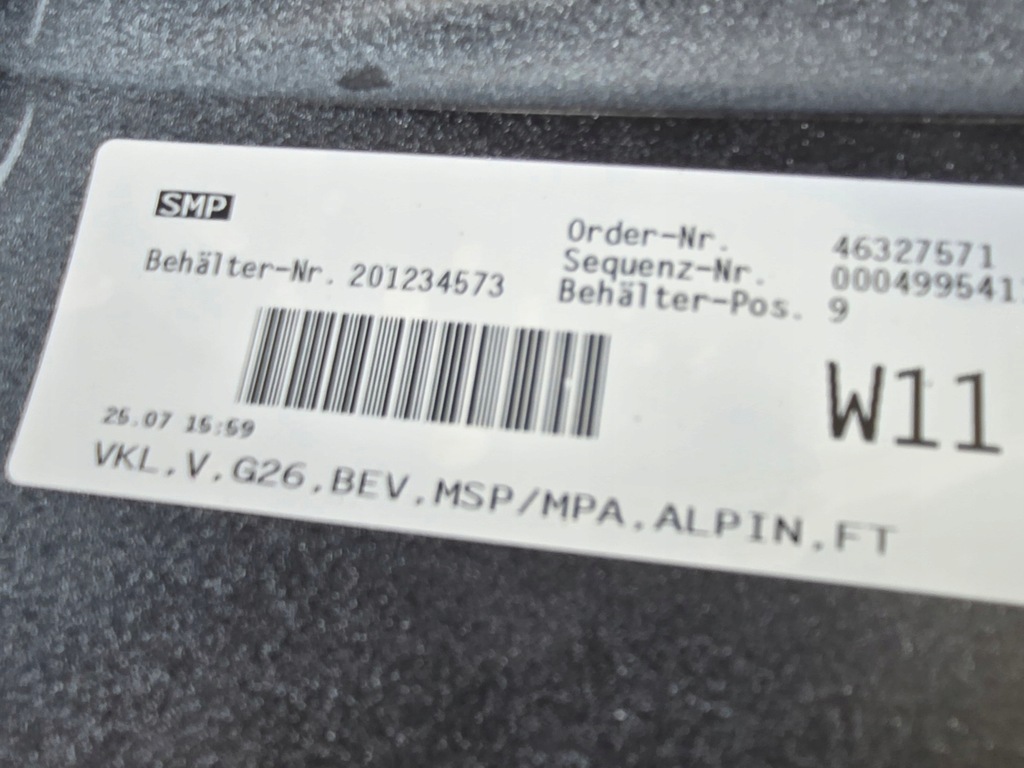 SMP
Behälter-Nr. 201234573
Order-Nr. 46327571
Sequenz-Nr.
Behälter-Pos. 9
W11
25.07 15:59
VKL,V,G26,BEV,MSP/MPA,ALPIN,FT